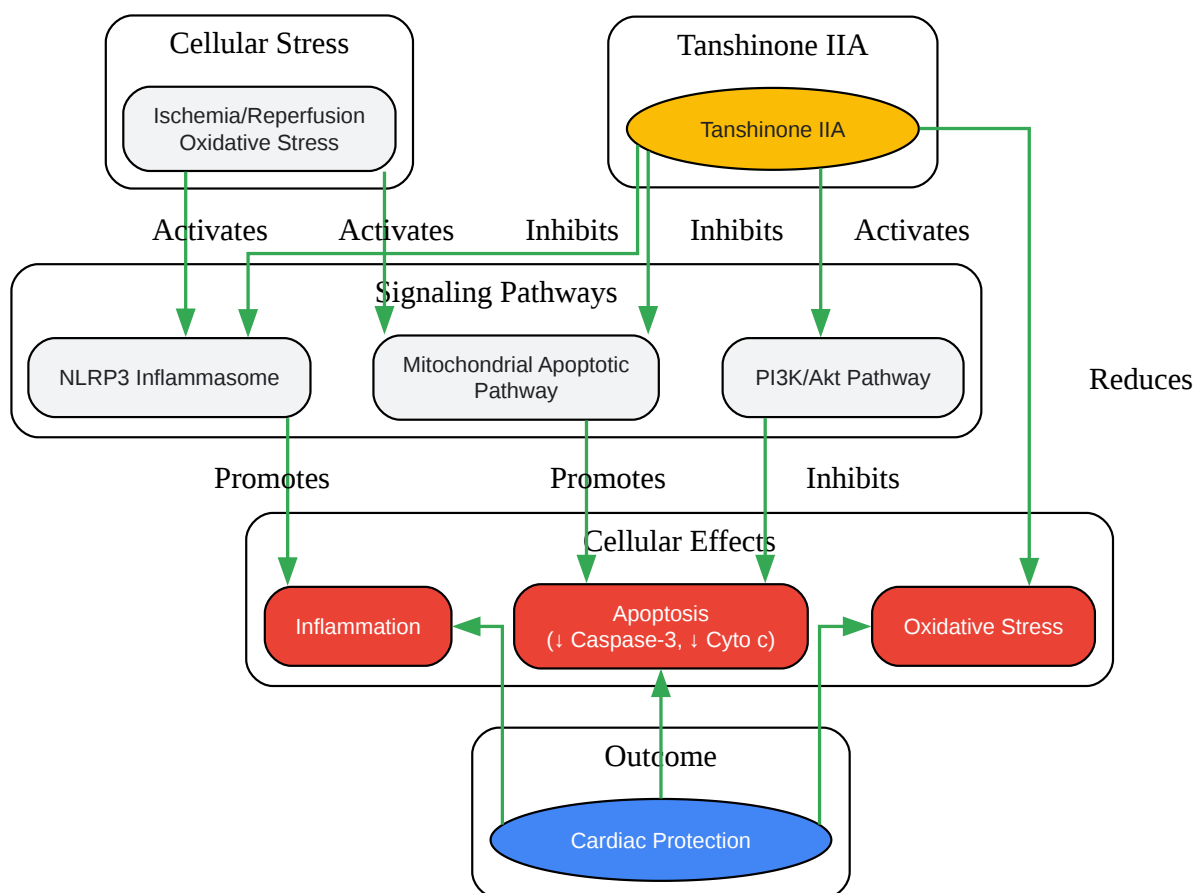 Cellular Stress
Tanshinone IIA
Ischemia/Reperfusion
Oxidative Stress
Tanshinone IIA
Activates
Activates
Inhibits
Inhibits
Activates
Signaling Pathways
NLRP3 Inflammasome
Mitochondrial Apoptotic
Pathway
PI3K/Akt Pathway
Reduces
Promotes
Promotes
Inhibits
Cellular Effects
Inflammation
Apoptosis
(↓ Caspase-3, ↓ Cyto c)
Oxidative Stress
Outcome
Cardiac Protection